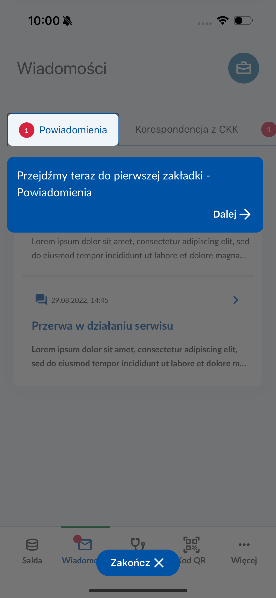 10:00
Wiadomości
1 Powiadomienia
Korespondencja z CKK
1
Przejdźmy teraz do pierwszej zakładki -
Powiadomienia
Dalej
Lorem ipsum dolor sit amet, consectetur adipiscing elit, sed
do eiusmod tempor incididunt ut labore et dolore magna...
29.08.2022, 14:45
Przerwa w działaniu serwisu
Lorem ipsum dolor sit amet, consectetur adipiscing elit,
sed do eiusmod tempor incididunt ut labore et dolore m...
Zakończ
Salda
Wiadomo
od QR
Więcej